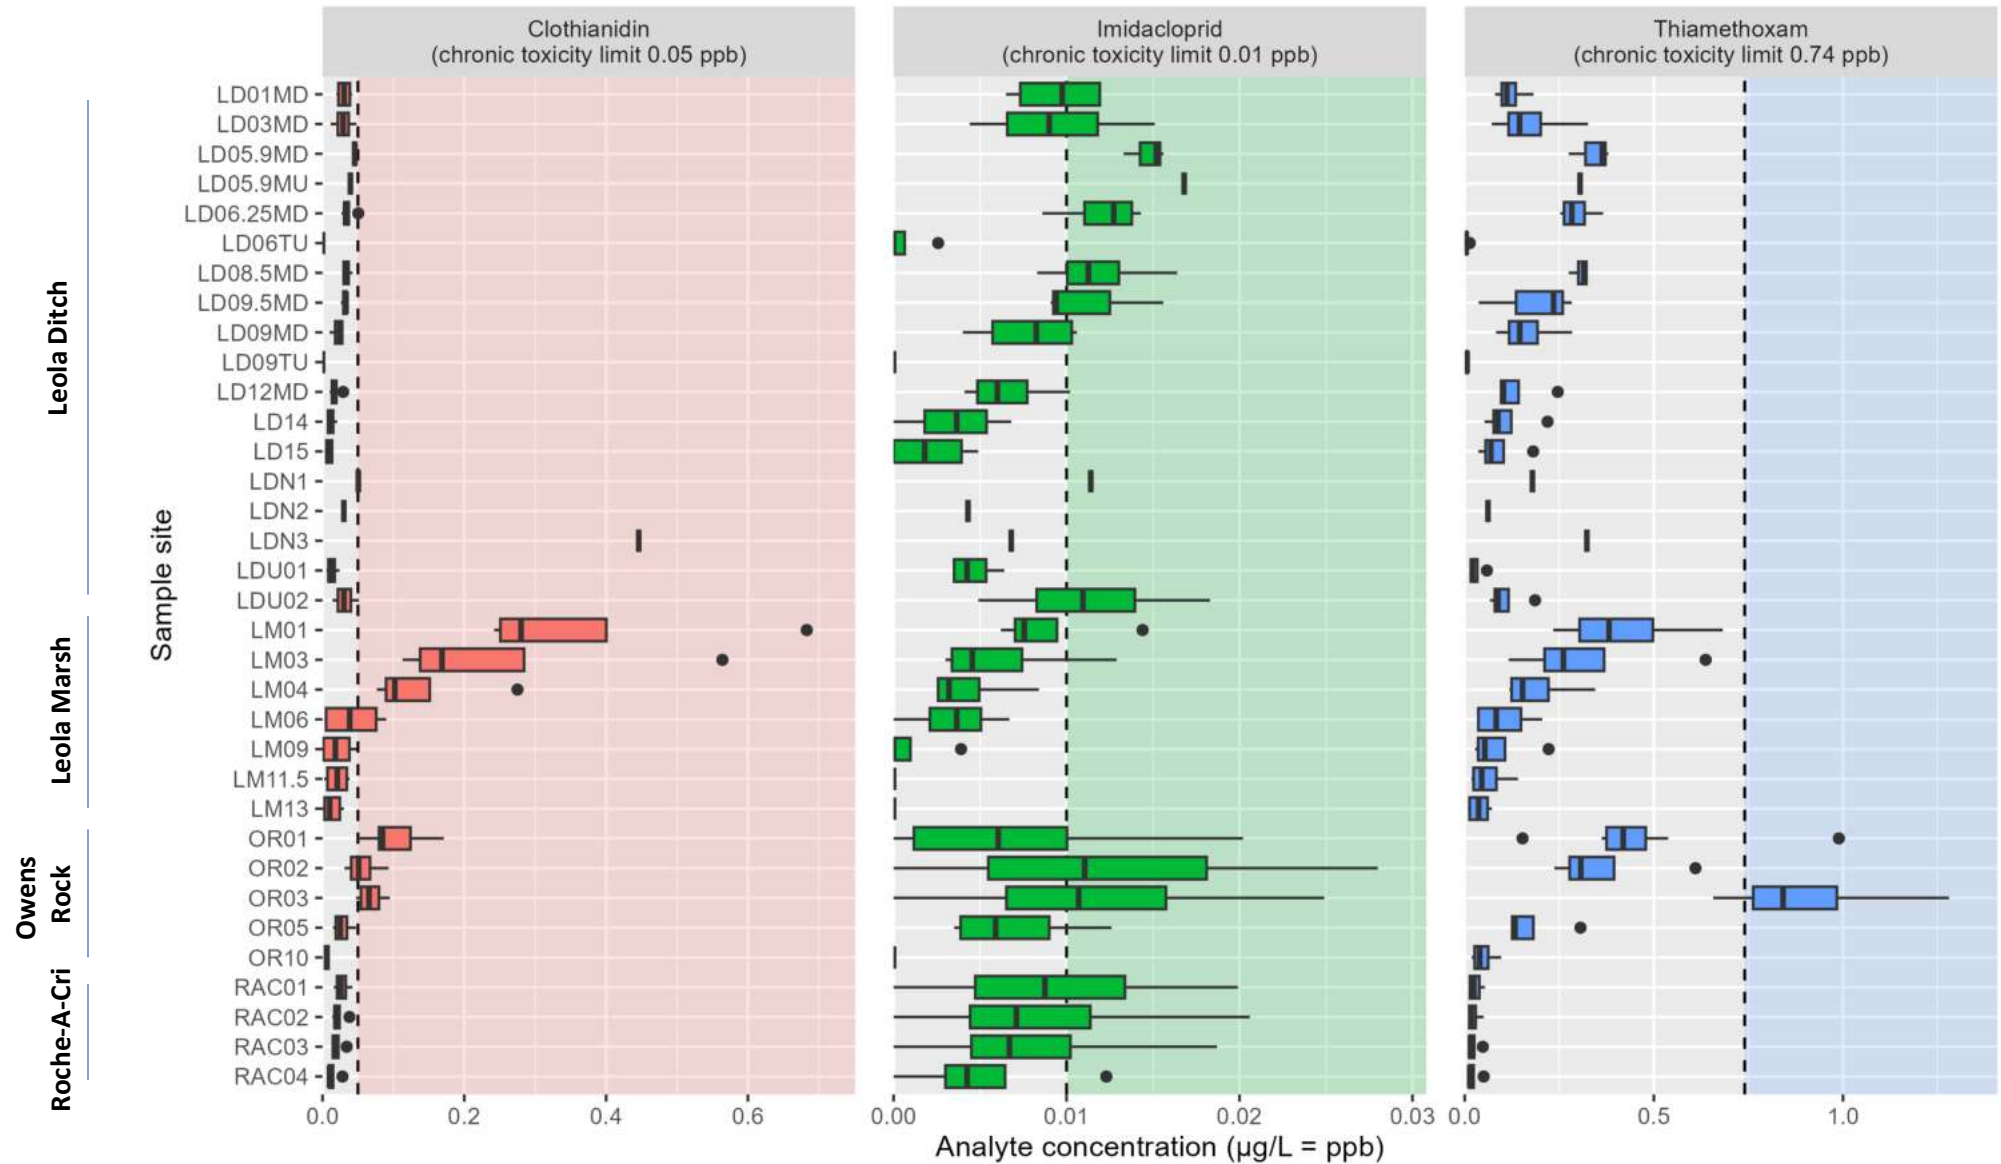 Clothianidin
(chronic toxicity limit 0.05 ppb)
Imidacloprid
(chronic toxicity limit 0.01 ppb)
Thiamethoxam
(chronic toxicity limit 0.74 ppb)
Leola Ditch
Leola Marsh
Owens
Rock
Roche-A-Cri
Sample site
LD01MD
LD03MD
LD05.9MD
LD05.9MU
LD06.25MD
LD06TU
LD08.5MD
LD09.5MD
LD09MD
LD09TU
LD12MD
LD14
LD15
LDN1
LDN2
LDN3
LDU01
LDU02
LM01
LM03
LM04
LM06
LM09
LM11.5
LM13
OR01
OR02
OR03
OR05
OR10
RAC01
RAC02
RAC03
RAC04
0.0 0.2 0.4 0.6
0.00 0.01 0.02 0.03
0.0 0.5 1.0
Analyte concentration (µg/L = ppb)